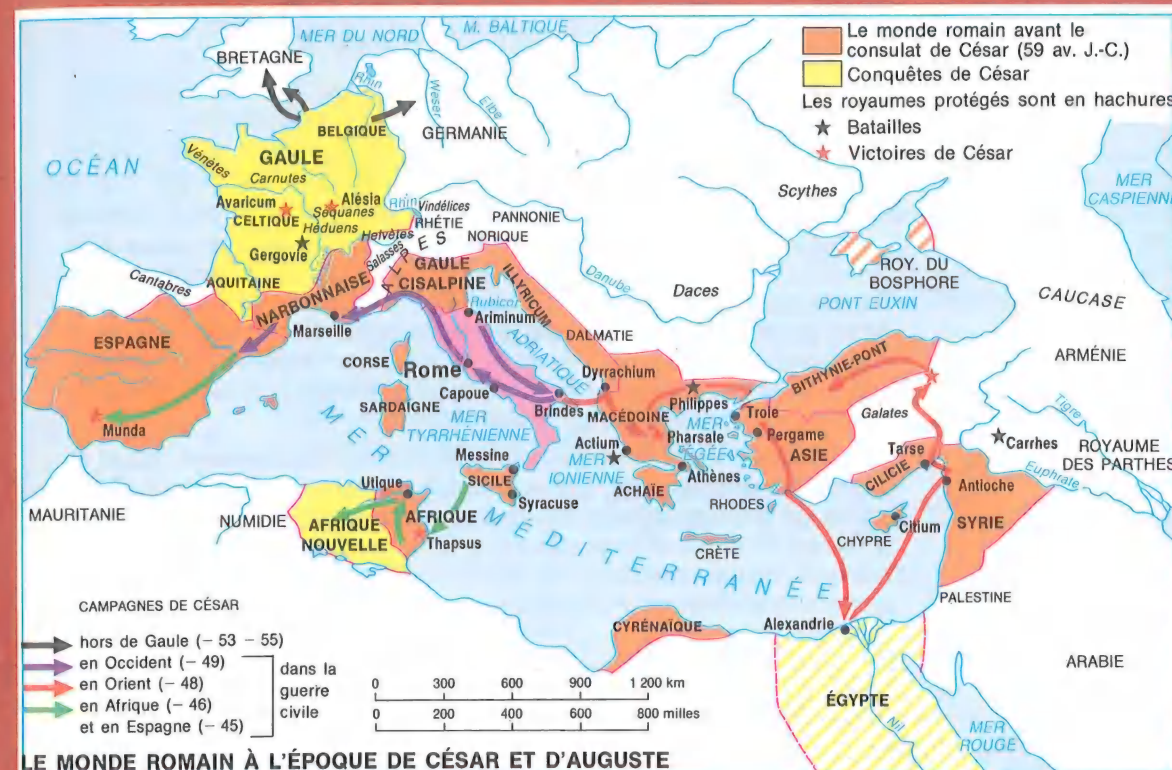 MER DU NORD
M. BALTIQUE
BRETAGNE
Rhin
Weser
Elbe
BELGIQUE
GERMANIE
OCÉAN
GAULE
Vénètes
Carnutes
Avaricum
Alésia
CELTIQUE
Séquanes
Héduens
Rhin
Vindélices
RHÉTIE
PANNONIE
NORIQUE
Helvètes
Salasses
ALPES
Gergovie
AQUITAINE
Cantabres
NARBONNAISE
GAULE
CISALPINE
ILLYRICUM
Danube
Daces
Scythes
MER
CASPIENNE
ROY. DU
BOSPHORE
PONT EUXIN
CAUCASE
ARMÉNIE
Rubicon
Ariminum
DALMATIE
Marseille
ESPAGNE
CORSE
Rome
ADRIATIQUE
Dyrrachium
Capoue
Brindes
SARDAIGNE
MER
TYRRHÉNIENNE
MACÉDOINE
Philippes
BITHYNIE-PONT
Troie
Galates
Pergame
ASIE
MER
ÉGÉE
Pharsale
Actium
MER
IONIENNE
Athènes
ACHAÏE
RHODES
Munda
Messine
SICILE
Syracuse
Utique
AFRIQUE
Thapsus
AFRIQUE
NOUVELLE
MAURITANIE
NUMIDIE
MER MÉDITERRANÉE
CRÈTE
Tarse
CILICIE
Antioche
Citium
CHYPRE
SYRIE
Carrhes
Tigre
ROYAUME
DES PARTHES
Euphrate
PALESTINE
CYRÉNAÏQUE
Alexandrie
ARABIE
ÉGYPTE
Nil
MER
ROUGE
Le monde romain avant le
consulat de César (59 av. J.-C.)
Conquêtes de César
Les royaumes protégés sont en hachures
Batailles
Victoires de César
CAMPAGNES DE CÉSAR
hors de Gaule (– 53 – 55)
en Occident (– 49)
en Orient (– 48)
en Afrique (– 46)
et en Espagne (– 45)
dans la
guerre
civile
0 300 600 900 1 200 km
0 200 400 600 800 milles
LE MONDE ROMAIN À L'ÉPOQUE DE CÉSAR ET D'AUGUSTE